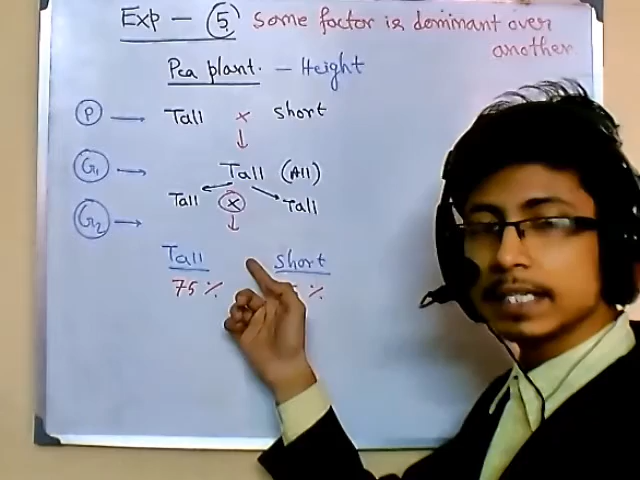 Exp – 5 Some factor is dominant over
another
Pea plant. – Height
P → Tall × short
↓
G₁ → Tall (All)
Tall × Tall
G₂ → ↓
Tall short
75 % %